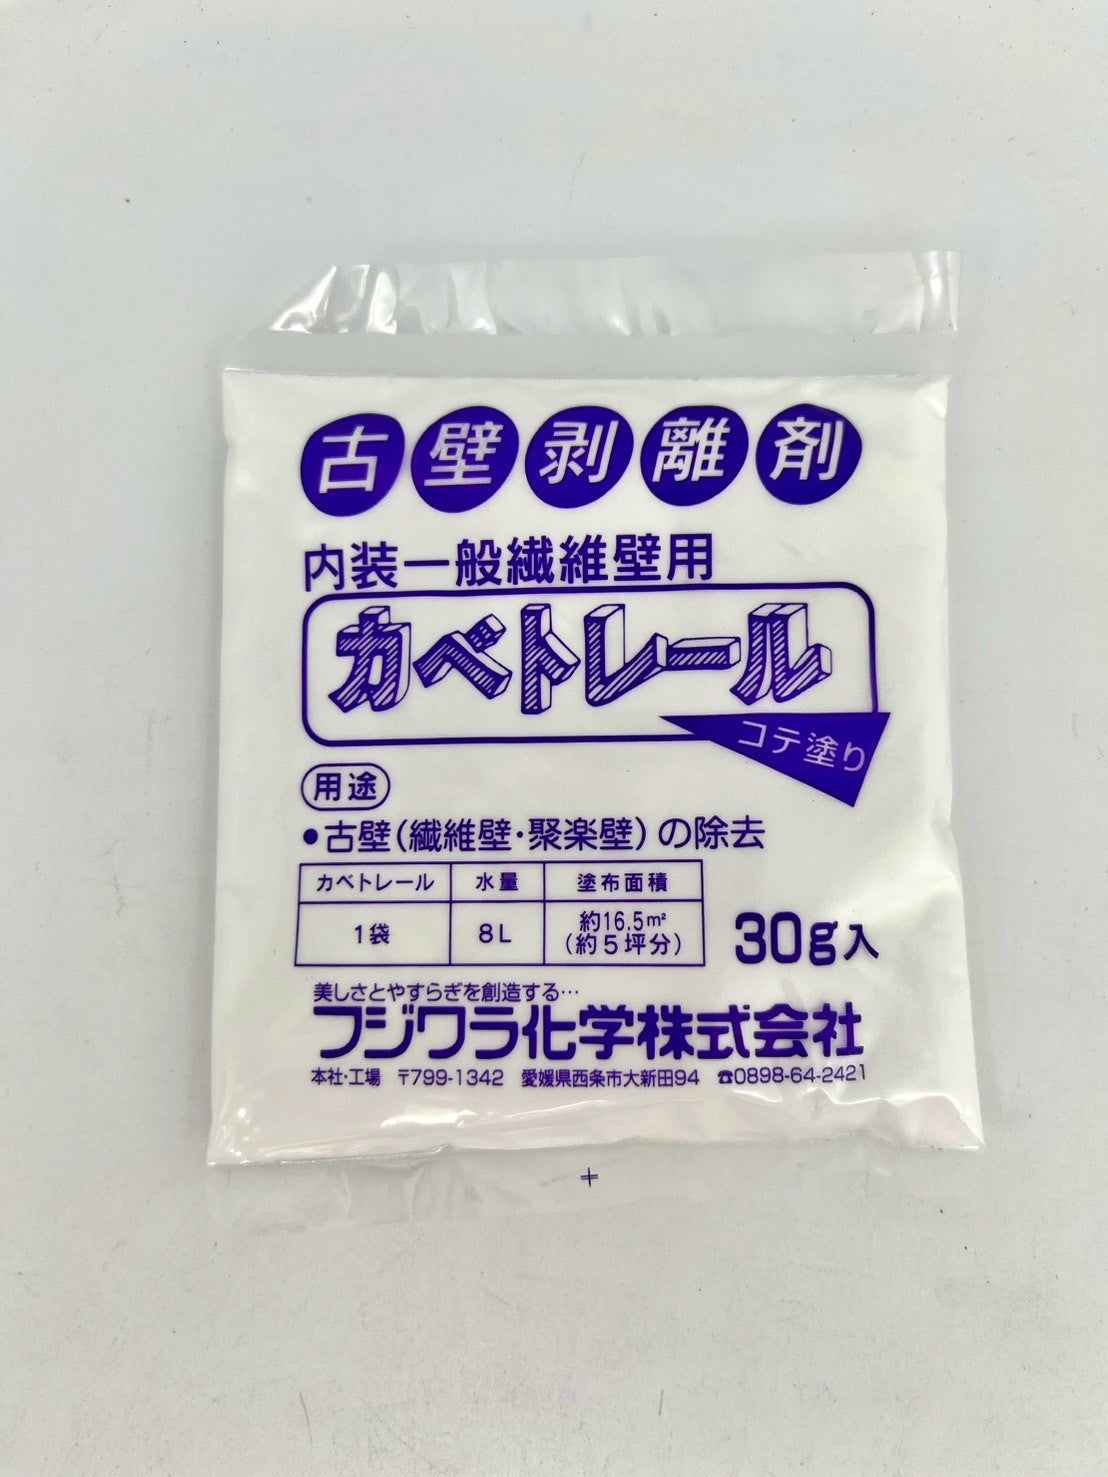 古壁剥離剤
内装一般繊維壁用
カベトレール
コテ塗り
用途
•古壁(繊維壁・聚楽壁)の除去
カベトレール 水量 塗布面積
1袋 8L 約16.5㎡
(約5坪分)
30g入
美しさとやすらぎを創造する…
フジワラ化学株式会社
本社・工場 〒799-1342 愛媛県西条市大新田94 ☎0898-64-2421